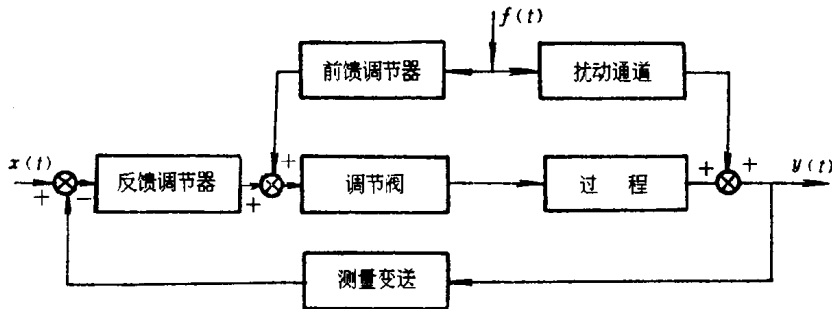 f(t)
前馈调节器
扰动通道
x(t)
+
−
反馈调节器
+
+
调节阀
过 程
+
+
y(t)
测量变送